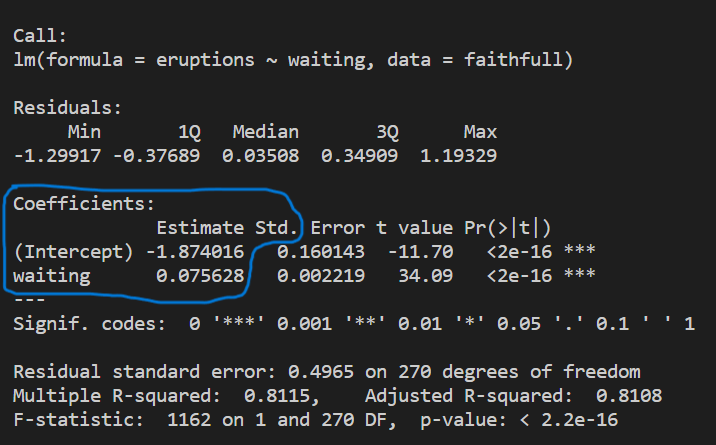 Call:
lm(formula = eruptions ~ waiting, data = faithfull)
Residuals:
Min 1Q Median 3Q Max
-1.29917 -0.37689 0.03508 0.34909 1.19329
Coefficients:
Estimate Std. Error t value Pr(>|t|)
(Intercept) -1.874016 0.160143 -11.70 <2e-16 ***
waiting 0.075628 0.002219 34.09 <2e-16 ***
---
Signif. codes: 0 '***' 0.001 '**' 0.01 '*' 0.05 '.' 0.1 ' ' 1
Residual standard error: 0.4965 on 270 degrees of freedom
Multiple R-squared: 0.8115, Adjusted R-squared: 0.8108
F-statistic: 1162 on 1 and 270 DF, p-value: < 2.2e-16